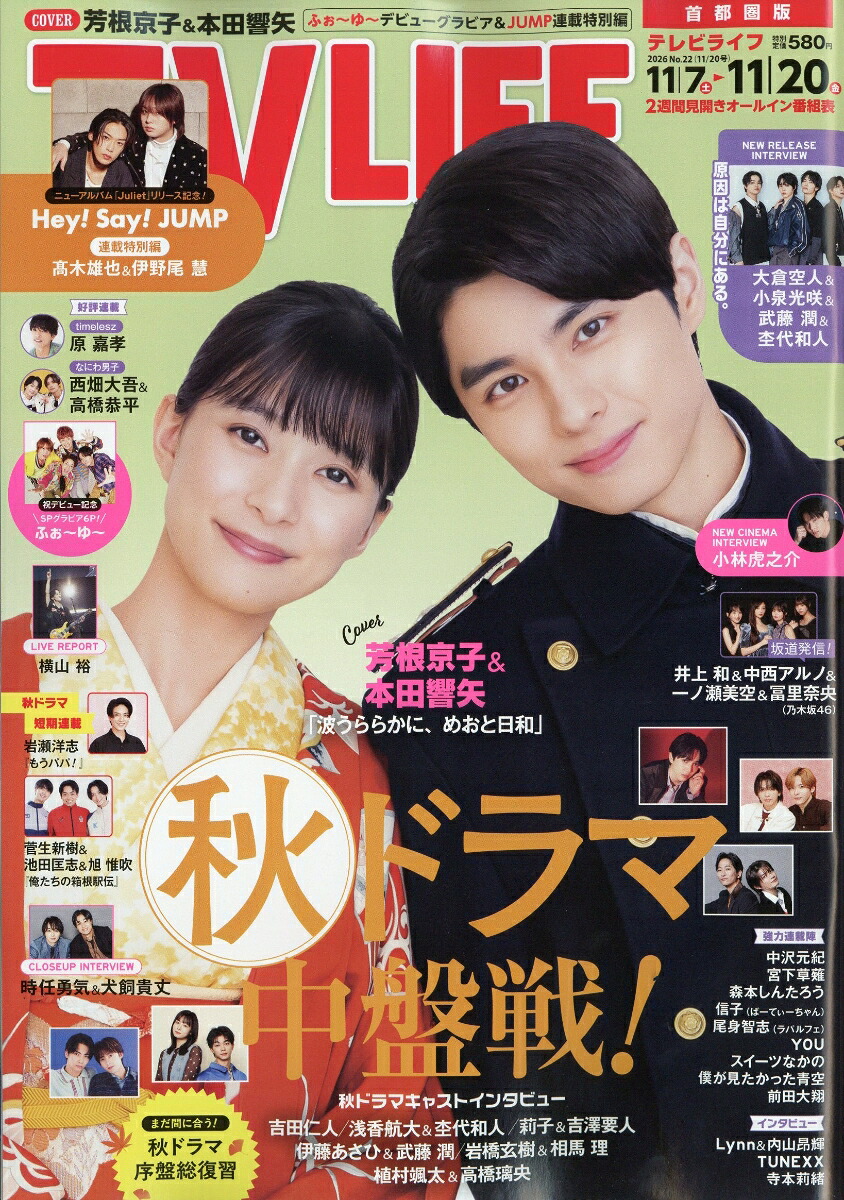 COVER 芳根京子&本田響矢
ふぉ〜ゆ〜デビューグラビア&JUMP連載特別編
首都圏版
TV LIFE
テレビライフ 特別定価580円
2026 No.22 (11/20号)
11|7土▶11|20金
2週間見開きオールイン番組表
ニューアルバム「Juliet」リリース記念!
Hey! Say! JUMP
連載特別編
髙木雄也&伊野尾 慧
NEW RELEASE
INTERVIEW
原因は自分にある。
大倉空人&
小泉光咲&
武藤 潤&
杢代和人
好評連載
timelesz
原 嘉孝
なにわ男子
西畑大吾&
高橋恭平
祝デビュー記念
SPグラビア6P!
ふぉ〜ゆ〜
NEW CINEMA
INTERVIEW
小林虎之介
LIVE REPORT
横山 裕
Cover
芳根京子&
本田響矢
「波うららかに、めおと日和」
坂道発信!
井上 和&中西アルノ&
一ノ瀬美空&冨里奈央
(乃木坂46)
秋ドラマ
短期連載
岩瀬洋志
『もうパパ!』
菅生新樹&
池田匡志&旭 惟吹
『俺たちの箱根駅伝』
CLOSEUP INTERVIEW
時任勇気&犬飼貴丈
秋ドラマ
中盤戦!
秋ドラマキャストインタビュー
吉田仁人/浅香航大&杢代和人/莉子&吉澤要人
伊藤あさひ&武藤 潤/岩橋玄樹&相馬 理
植村颯太&高橋璃央
まだ間に合う!
秋ドラマ
序盤総復習
強力連載陣
中沢元紀
宮下草薙
森本しんたろう
信子(ぱーてぃーちゃん)
尾身智志(ラパルフェ)
YOU
スイーツなかの
僕が見たかった青空
前田大翔
インタビュー
Lynn&内山昂輝
TUNEXX
寺本莉緒